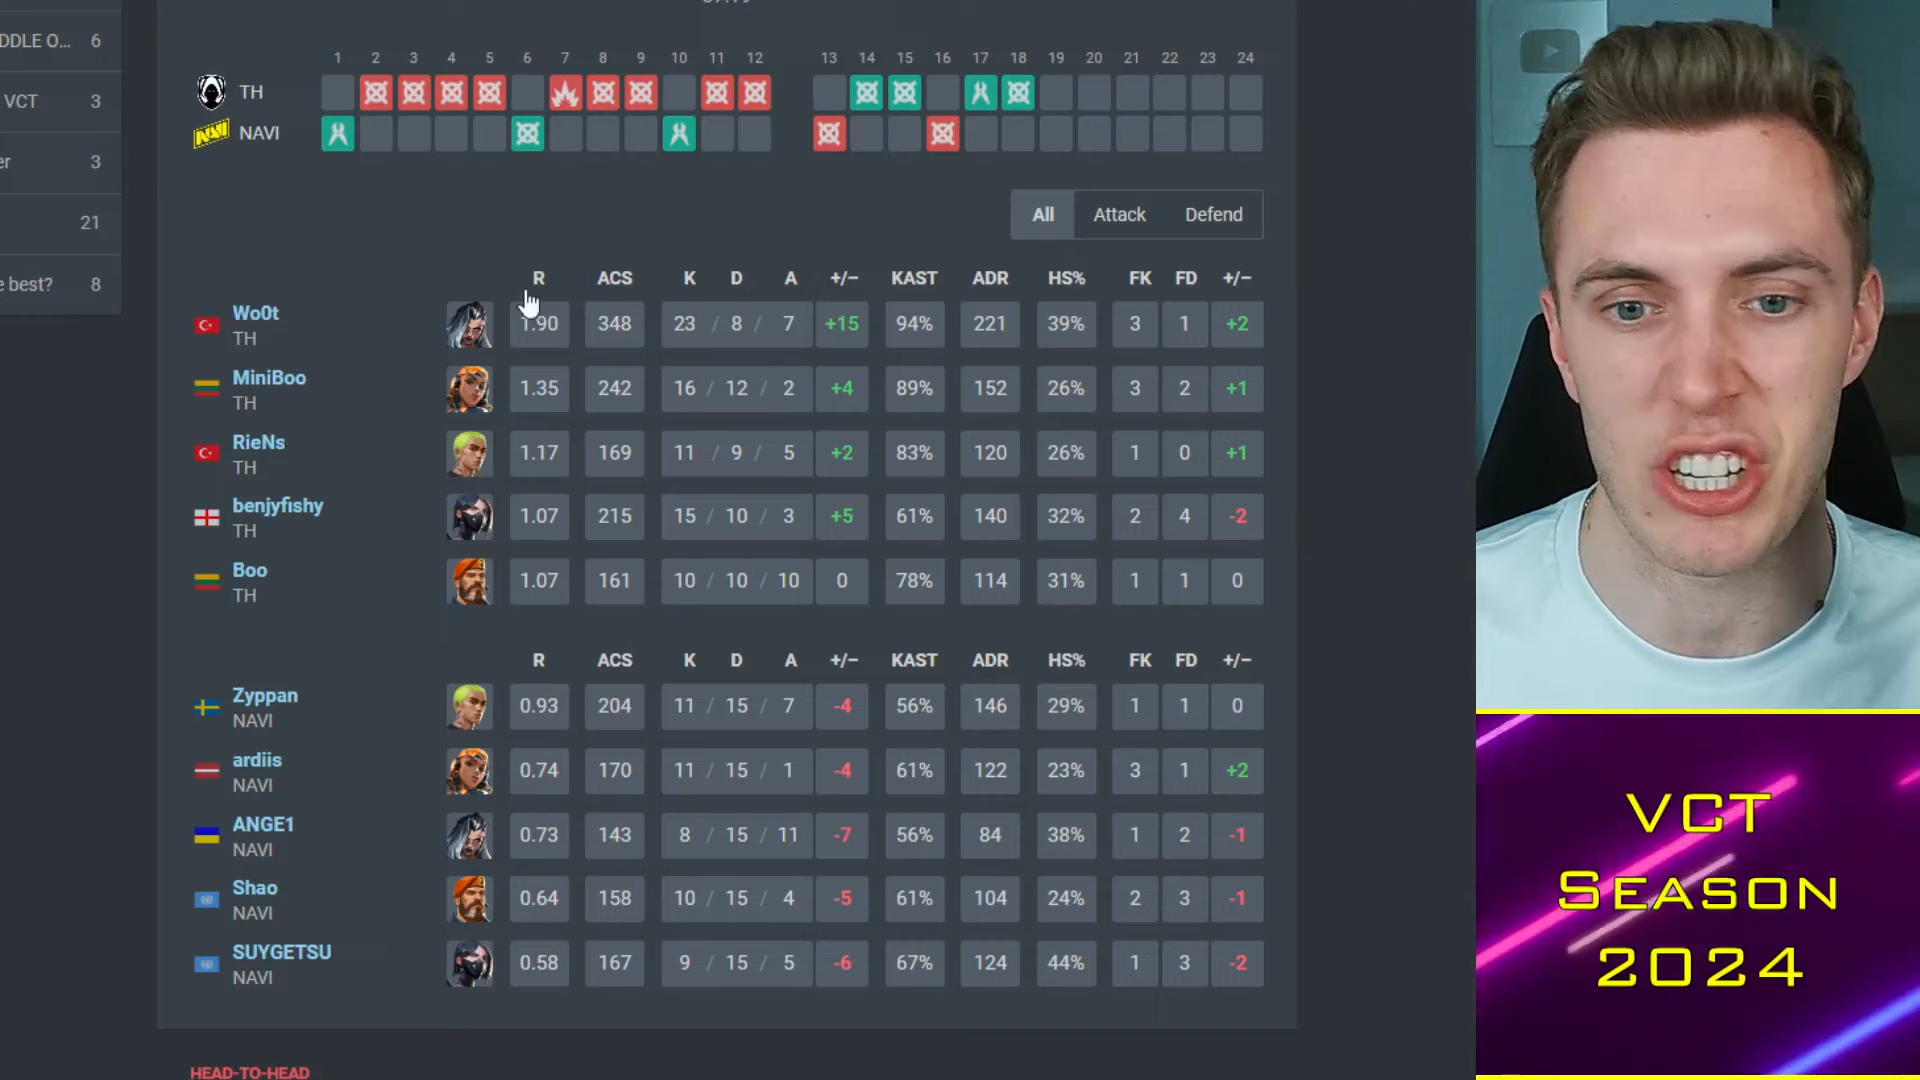 DDLE O... 6
VCT 3
er 3
21
e best? 8
1 2 3 4 5 6 7 8 9 10 11 12 13 14 15 16 17 18 19 20 21 22 23 24
TH
NAVI
All Attack Defend
R ACS K D A +/− KAST ADR HS% FK FD +/−
Wo0t
TH
1.90 348 23 / 8 / 7 +15 94% 221 39% 3 1 +2
MiniBoo
TH
1.35 242 16 / 12 / 2 +4 89% 152 26% 3 2 +1
RieNs
TH
1.17 169 11 / 9 / 5 +2 83% 120 26% 1 0 +1
benjyfishy
TH
1.07 215 15 / 10 / 3 +5 61% 140 32% 2 4 -2
Boo
TH
1.07 161 10 / 10 / 10 0 78% 114 31% 1 1 0
R ACS K D A +/− KAST ADR HS% FK FD +/−
Zyppan
NAVI
0.93 204 11 / 15 / 7 -4 56% 146 29% 1 1 0
ardiis
NAVI
0.74 170 11 / 15 / 1 -4 61% 122 23% 3 1 +2
ANGE1
NAVI
0.73 143 8 / 15 / 11 -7 56% 84 38% 1 2 -1
Shao
NAVI
0.64 158 10 / 15 / 4 -5 61% 104 24% 2 3 -1
SUYGETSU
NAVI
0.58 167 9 / 15 / 5 -6 67% 124 44% 1 3 -2
HEAD-TO-HEAD
VCT
SEASON
2024